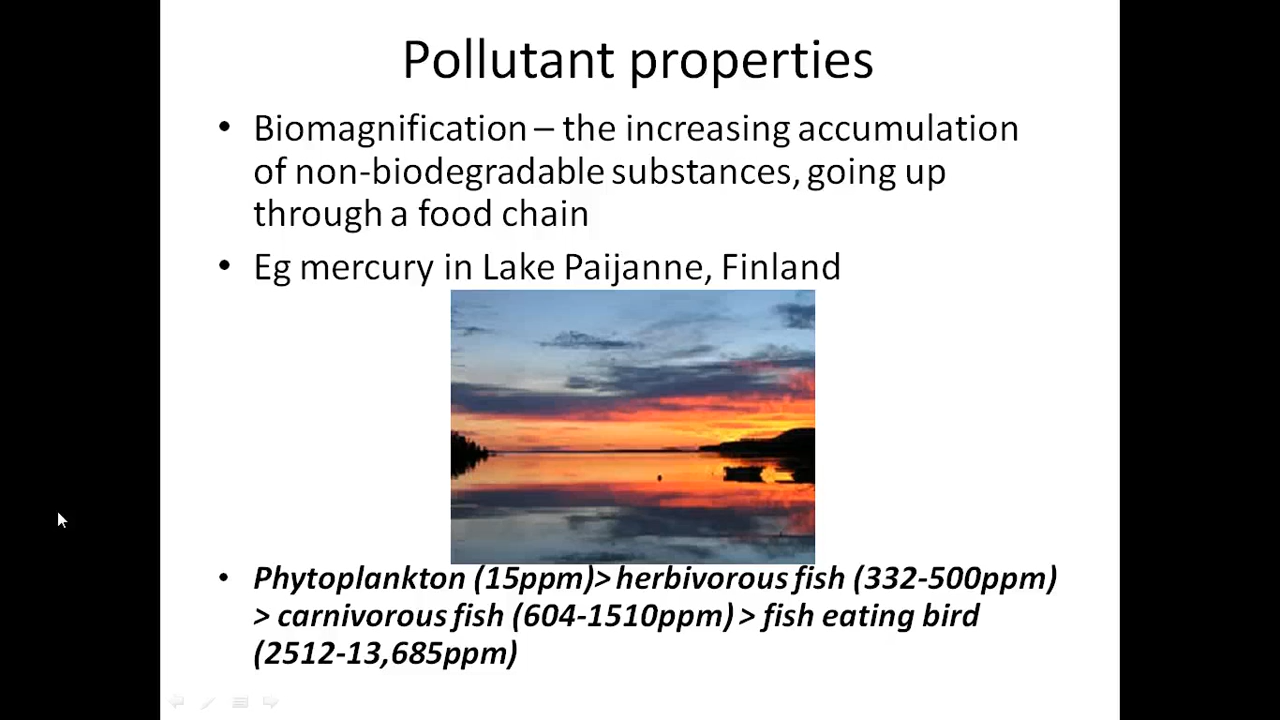 Pollutant properties
• Biomagnification – the increasing accumulation
of non-biodegradable substances, going up
through a food chain
• Eg mercury in Lake Paijanne, Finland
• Phytoplankton (15ppm)> herbivorous fish (332-500ppm)
> carnivorous fish (604-1510ppm) > fish eating bird
(2512-13,685ppm)